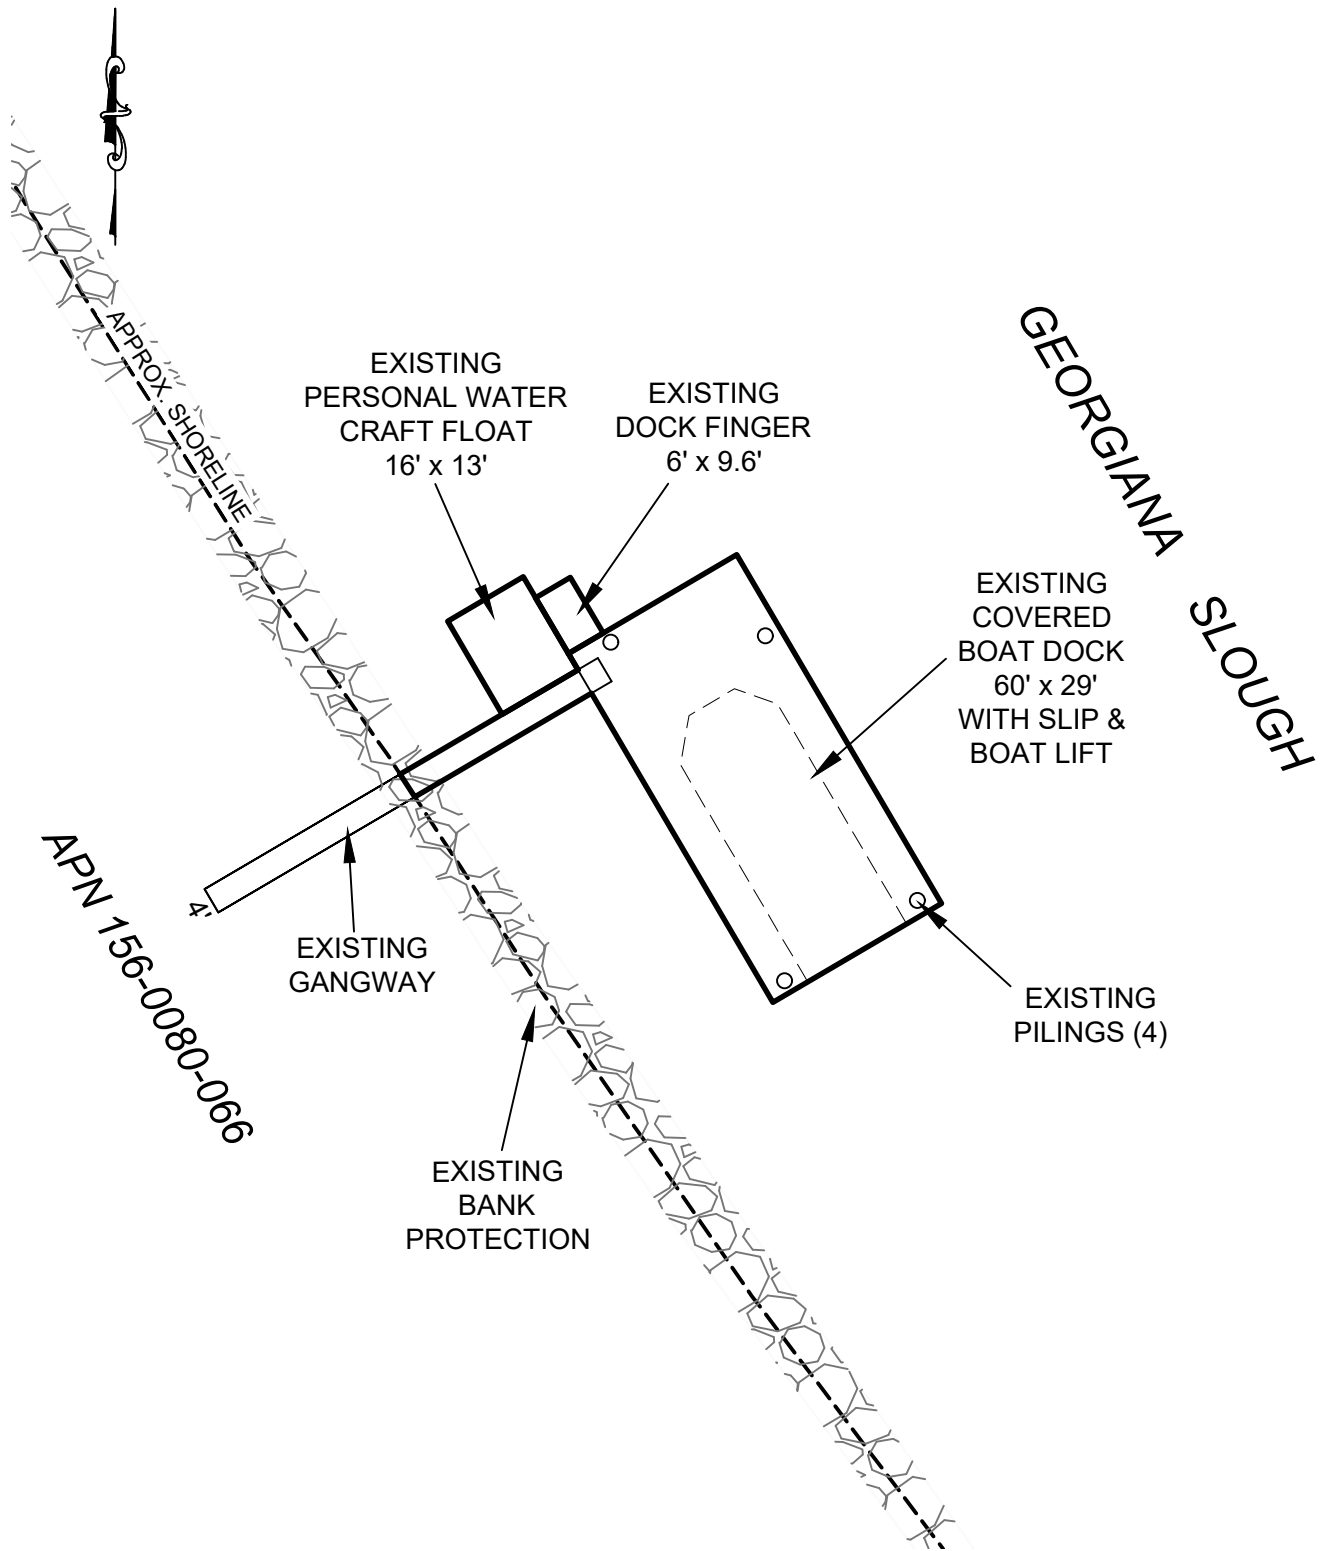 APPROX. SHORELINE
EXISTING
PERSONAL WATER
CRAFT FLOAT
16' x 13'
EXISTING
DOCK FINGER
6' x 9.6'
GEORGIANA SLOUGH
EXISTING
COVERED
BOAT DOCK
60' x 29'
WITH SLIP &
BOAT LIFT
APN 156-0080-066
4'
EXISTING
GANGWAY
EXISTING
PILINGS (4)
EXISTING
BANK
PROTECTION